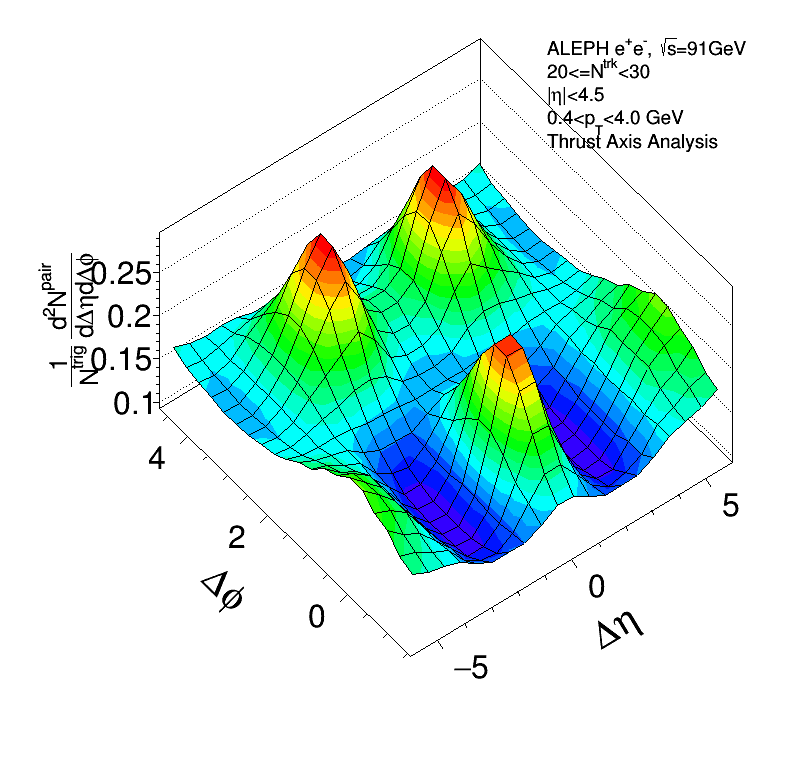 ALEPH e⁺e⁻, √s=91GeV
20<=Nᵗʳᵏ<30
|η|<4.5
0.4<p_T<4.0 GeV
Thrust Axis Analysis
1/N^trig d²N^pair/dΔηdΔφ
0.25
0.2
0.15
0.1
4
2
0
Δφ
−5
0
5
Δη